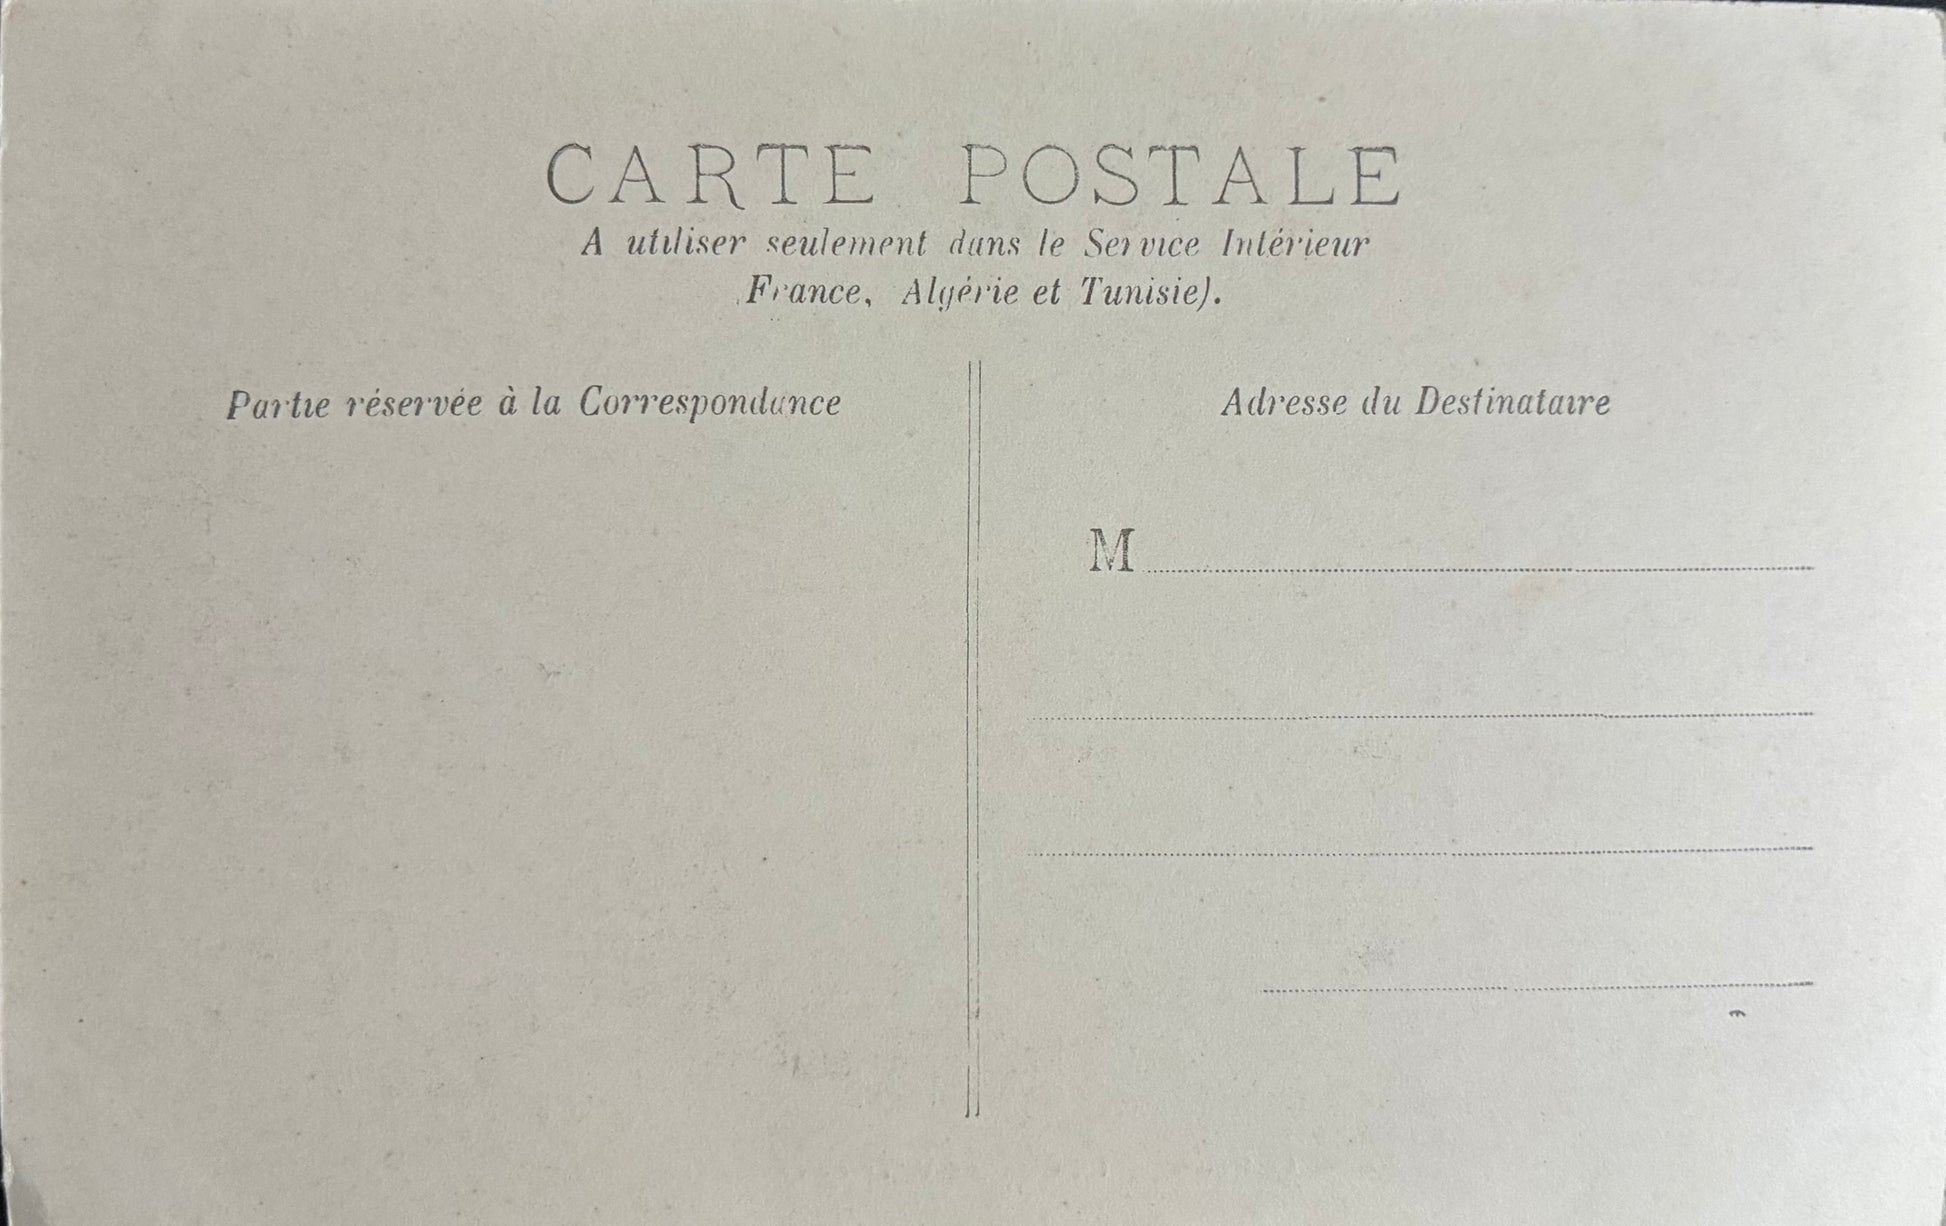 CARTE POSTALE
A utiliser seulement dans le Service Intérieur
(France, Algérie et Tunisie).
Partie réservée à la Correspondance
Adresse du Destinataire
M